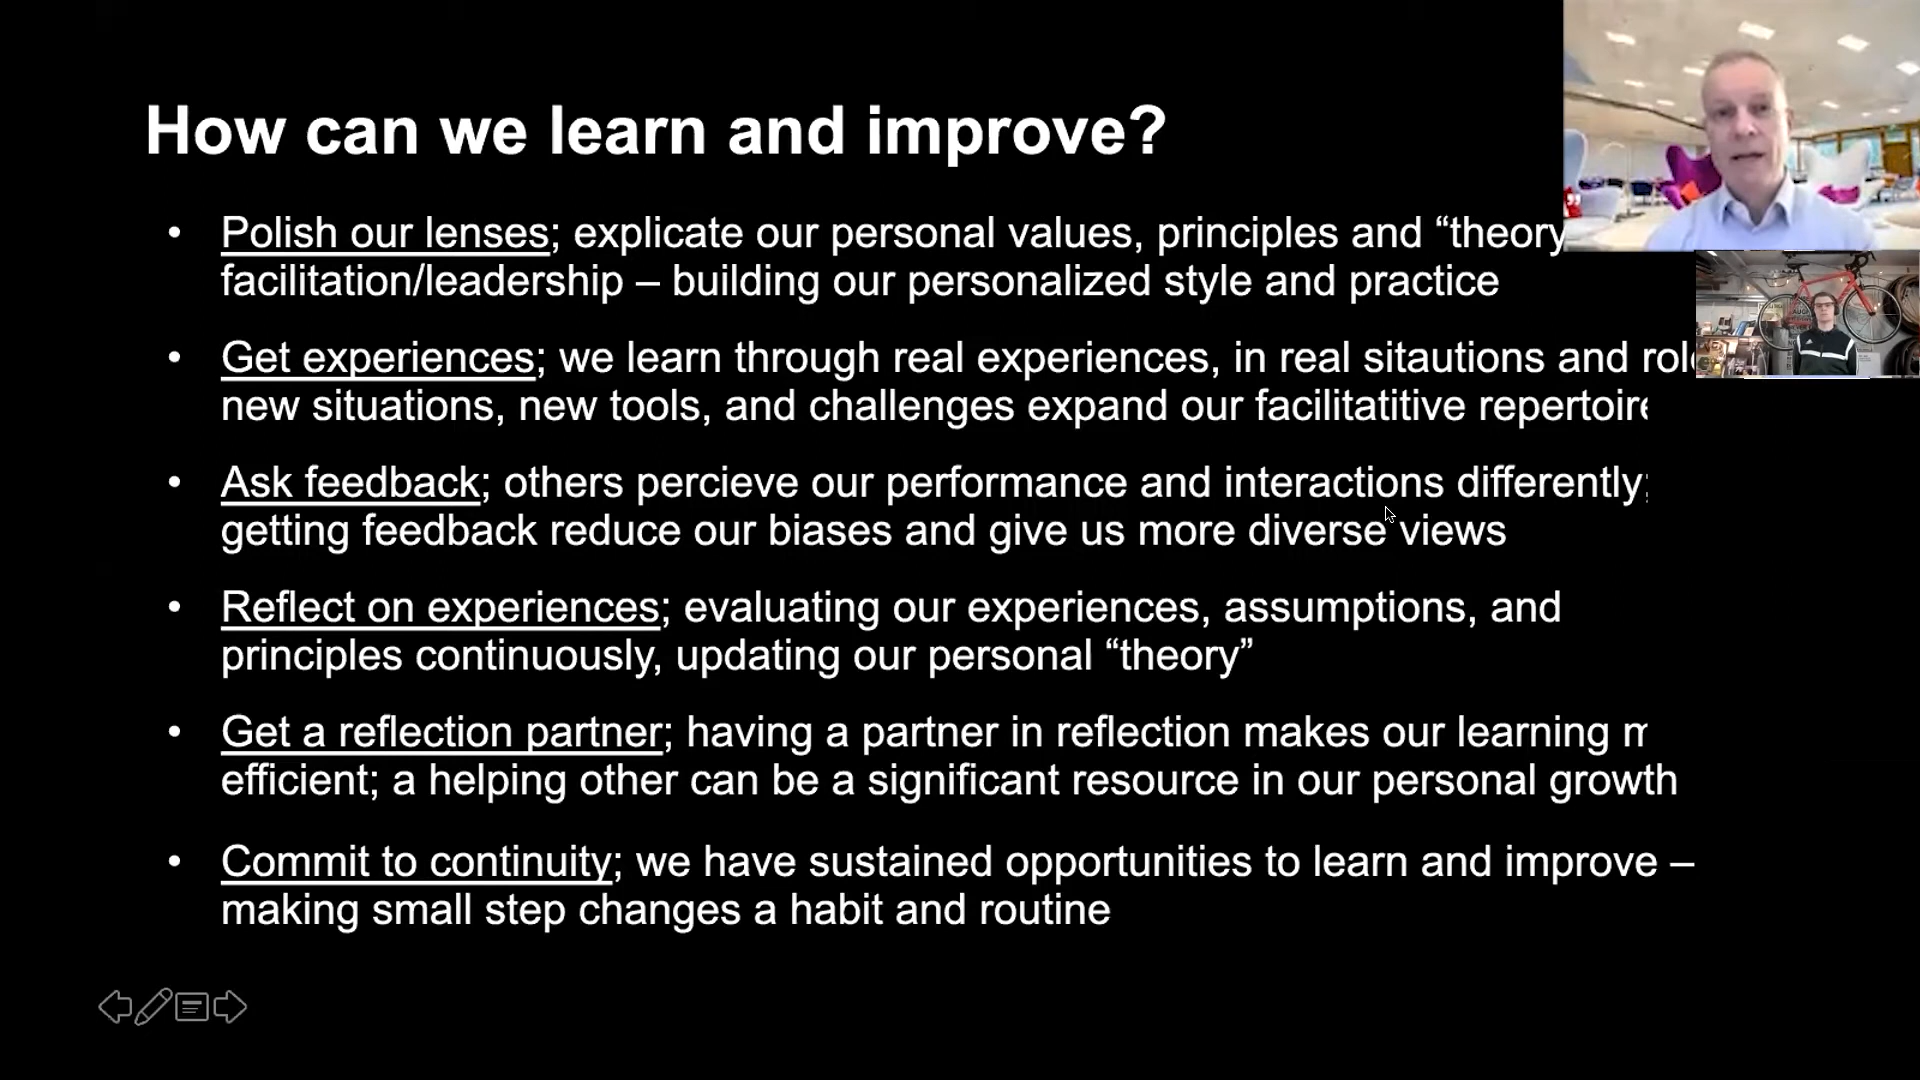 How can we learn and improve?
• Polish our lenses; explicate our personal values, principles and “theory
facilitation/leadership – building our personalized style and practice
• Get experiences; we learn through real experiences, in real sitautions and
new situations, new tools, and challenges expand our facilitatitive repertoire
• Ask feedback; others percieve our performance and interactions differently;
getting feedback reduce our biases and give us more diverse views
• Reflect on experiences; evaluating our experiences, assumptions, and
principles continuously, updating our personal “theory”
• Get a reflection partner; having a partner in reflection makes our learning
efficient; a helping other can be a significant resource in our personal growth
• Commit to continuity; we have sustained opportunities to learn and improve –
making small step changes a habit and routine